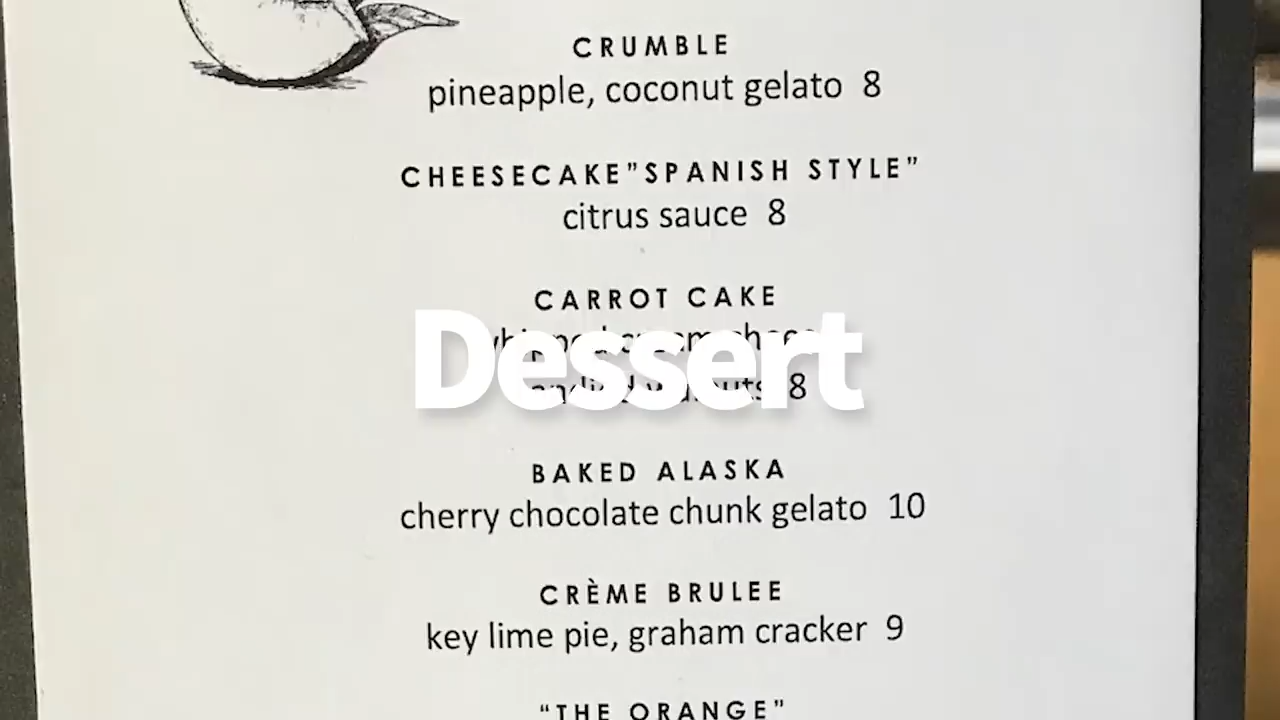 CRUMBLE
pineapple, coconut gelato 8
CHEESECAKE”SPANISH STYLE”
citrus sauce 8
CARROT CAKE
Dessert
8
BAKED ALASKA
cherry chocolate chunk gelato 10
CRÈME BRULEE
key lime pie, graham cracker 9
“THE ORANGE”